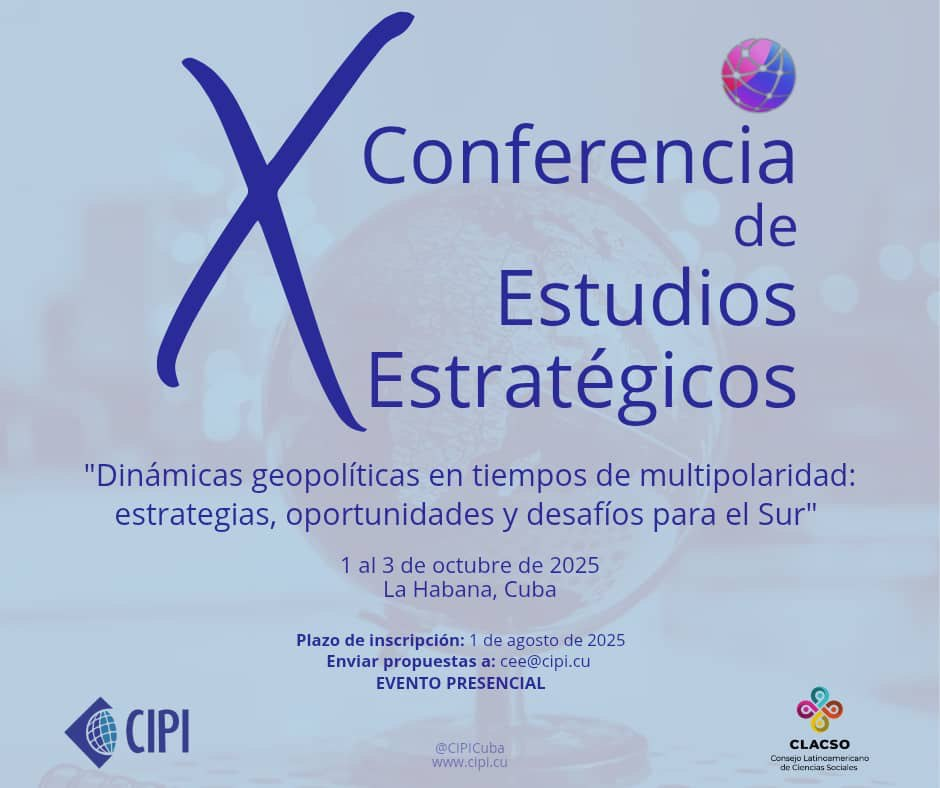 X Conferencia
de
Estudios
Estratégicos
"Dinámicas geopolíticas en tiempos de multipolaridad:
estrategias, oportunidades y desafíos para el Sur"
1 al 3 de octubre de 2025
La Habana, Cuba
Plazo de inscripción: 1 de agosto de 2025
Enviar propuestas a: cee@cipi.cu
EVENTO PRESENCIAL
CIPI
@CIPICuba
www.cipi.cu
CLACSO
Consejo Latinoamericano
de Ciencias Sociales